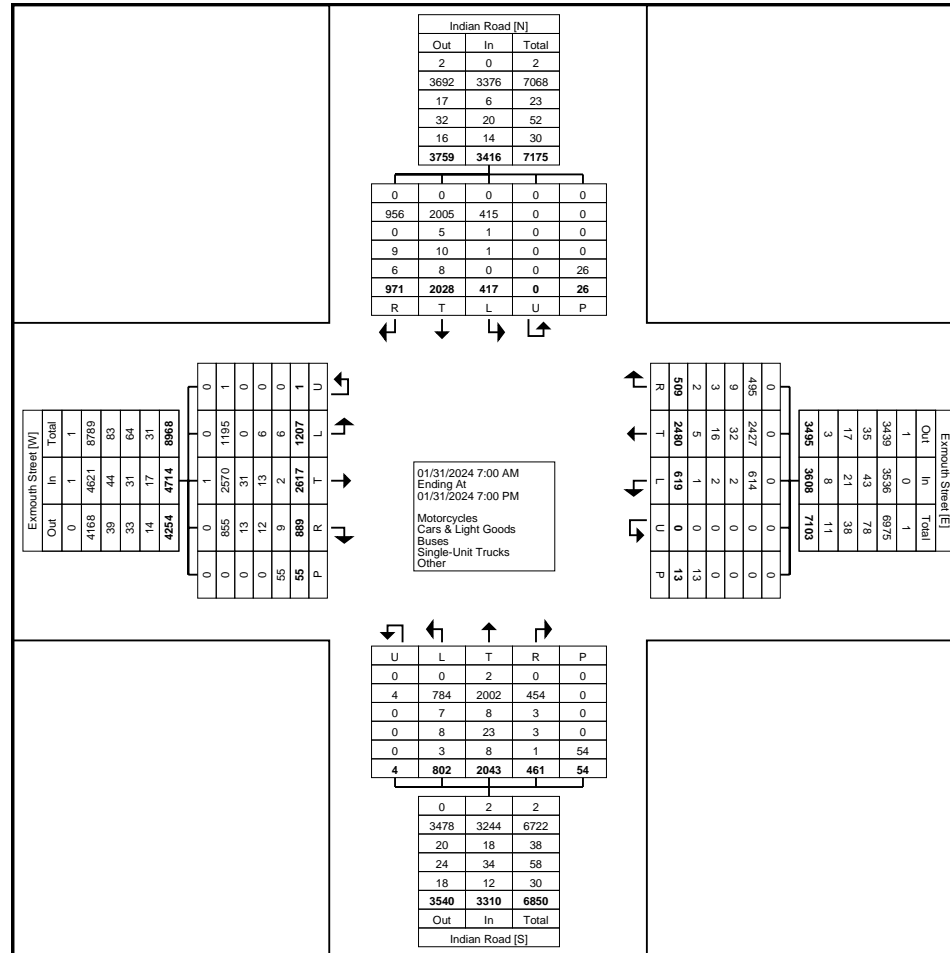 Indian Road [N]
Out In Total
2 0 2
3692 3376 7068
17 6 23
32 20 52
16 14 30
3759 3416 7175
0 0 0 0 0
956 2005 415 0 0
0 5 1 0 0
9 10 1 0 0
6 8 0 0 26
971 2028 417 0 26
R T L U P
Exmouth Street [W]
Out In Total
0 1 1
4168 4621 8789
39 44 83
33 31 64
14 17 31
4254 4714 8968
0 0 1 0 0
0 855 2570 1195 1
0 13 31 0 0
0 12 13 6 0
55 9 2 6 0
55 889 2617 1207 1
P R T L U
01/31/2024 7:00 AM
Ending At
01/31/2024 7:00 PM
Motorcycles
Cars & Light Goods
Buses
Single-Unit Trucks
Other
Exmouth Street [E]
Out In Total
1 0 1
3439 3536 6975
35 43 78
17 21 38
3 8 11
3495 3608 7103
0 0 0 0 0
495 2427 614 0 0
9 32 2 0 0
3 16 2 0 0
2 5 1 0 13
509 2480 619 0 13
R T L U P
U L T R P
0 0 2 0 0
4 784 2002 454 0
0 7 8 3 0
0 8 23 3 0
0 3 8 1 54
4 802 2043 461 54
0 2 2
3478 3244 6722
20 18 38
24 34 58
18 12 30
3540 3310 6850
Out In Total
Indian Road [S]